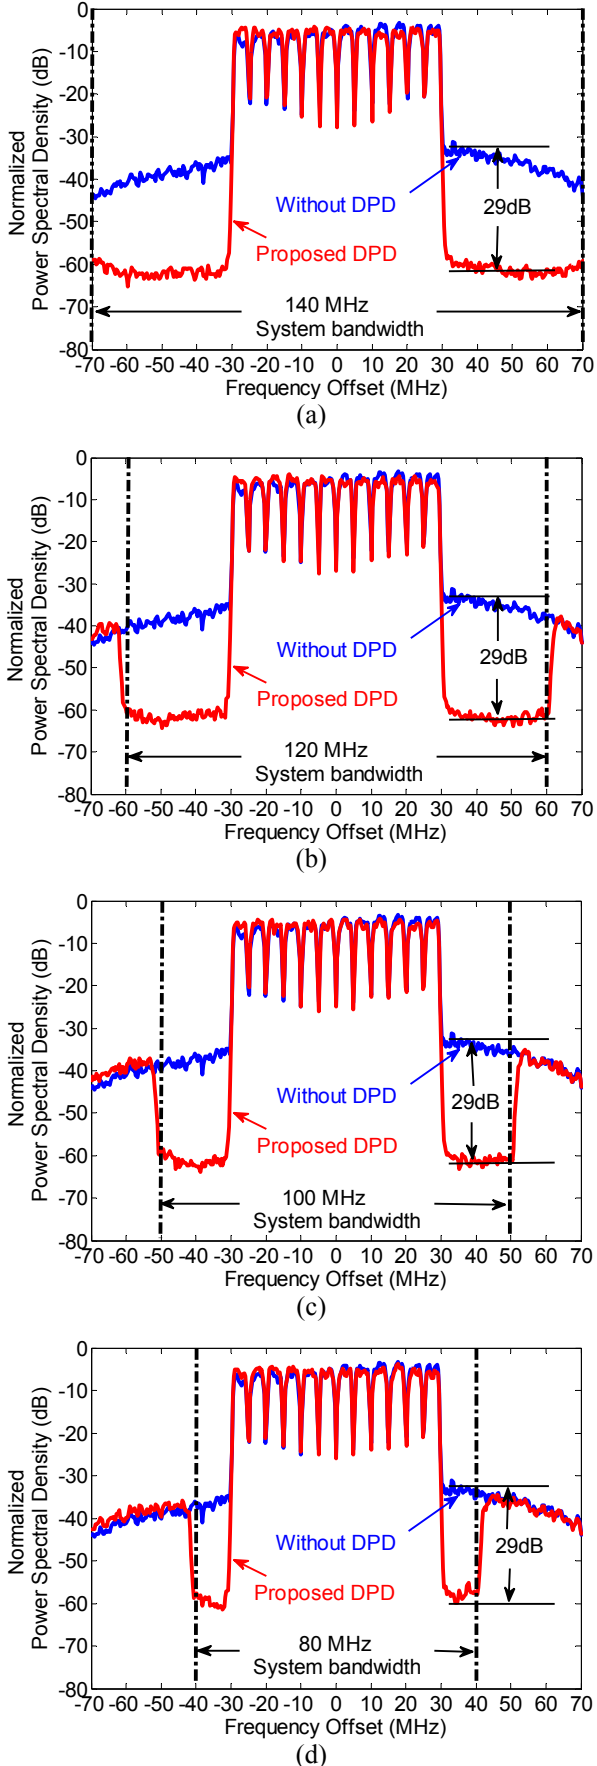 0
-10
-20
-30
-40
-50
-60
-70
-80
Normalized
Power Spectral Density (dB)
Without DPD
Proposed DPD
29dB
140 MHz
System bandwidth
-70 -60 -50 -40 -30 -20 -10 0 10 20 30 40 50 60 70
Frequency Offset (MHz)
(a)
0
-10
-20
-30
-40
-50
-60
-70
-80
Normalized
Power Spectral Density (dB)
Without DPD
Proposed DPD
29dB
120 MHz
System bandwidth
-70 -60 -50 -40 -30 -20 -10 0 10 20 30 40 50 60 70
Frequency Offset (MHz)
(b)
0
-10
-20
-30
-40
-50
-60
-70
-80
Normalized
Power Spectral Density (dB)
Without DPD
Proposed DPD
29dB
100 MHz
System bandwidth
-70 -60 -50 -40 -30 -20 -10 0 10 20 30 40 50 60 70
Frequency Offset (MHz)
(c)
0
-10
-20
-30
-40
-50
-60
-70
-80
Normalized
Power Spectral Density (dB)
Without DPD
Proposed DPD
29dB
80 MHz
System bandwidth
-70 -60 -50 -40 -30 -20 -10 0 10 20 30 40 50 60 70
Frequency Offset (MHz)
(d)